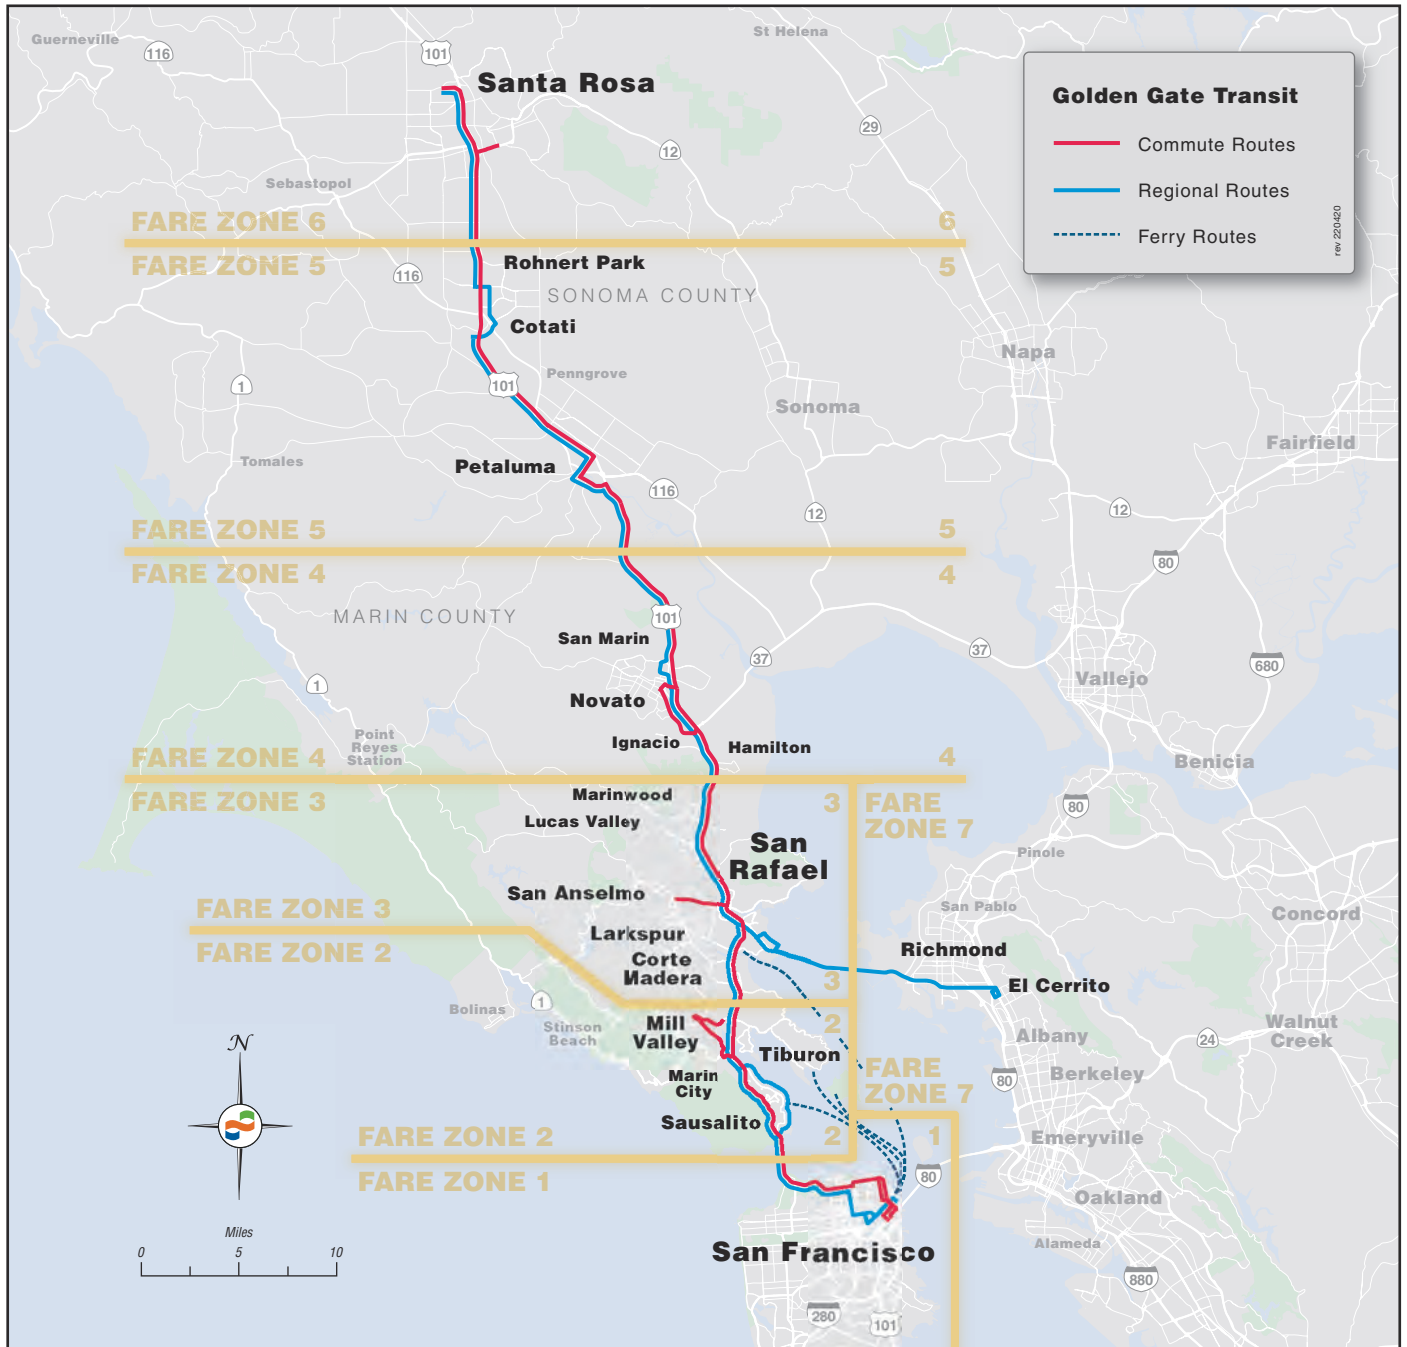 Guerneville
116
101
St Helena
Santa Rosa
Golden Gate Transit
Commute Routes
Regional Routes
Ferry Routes
rev 220420
29
12
Sebastopol
FARE ZONE 6
6
FARE ZONE 5
5
116
Rohnert Park
SONOMA COUNTY
Cotati
1
101
Penngrove
Napa
Sonoma
Fairfield
Tomales
Petaluma
116
12
12
FARE ZONE 5
5
FARE ZONE 4
4
80
MARIN COUNTY
101
San Marin
37
37
680
1
Vallejo
Novato
Point
Reyes
Station
Ignacio
Hamilton
FARE ZONE 4
4
Benicia
FARE ZONE 3
3
FARE
ZONE 7
80
Marinwood
Lucas Valley
San
Rafael
Pinole
San Anselmo
San Pablo
FARE ZONE 3
Concord
FARE ZONE 2
Larkspur
Richmond
Corte
Madera
3
El Cerrito
Bolinas
1
Stinson
Beach
Mill
Valley
2
Albany
24
Walnut
Creek
Tiburon
N
Marin
City
FARE
ZONE 7
80
Berkeley
Sausalito
FARE ZONE 2
2
1
Emeryville
FARE ZONE 1
80
Oakland
Miles
0
5
10
San Francisco
Alameda
880
280
101